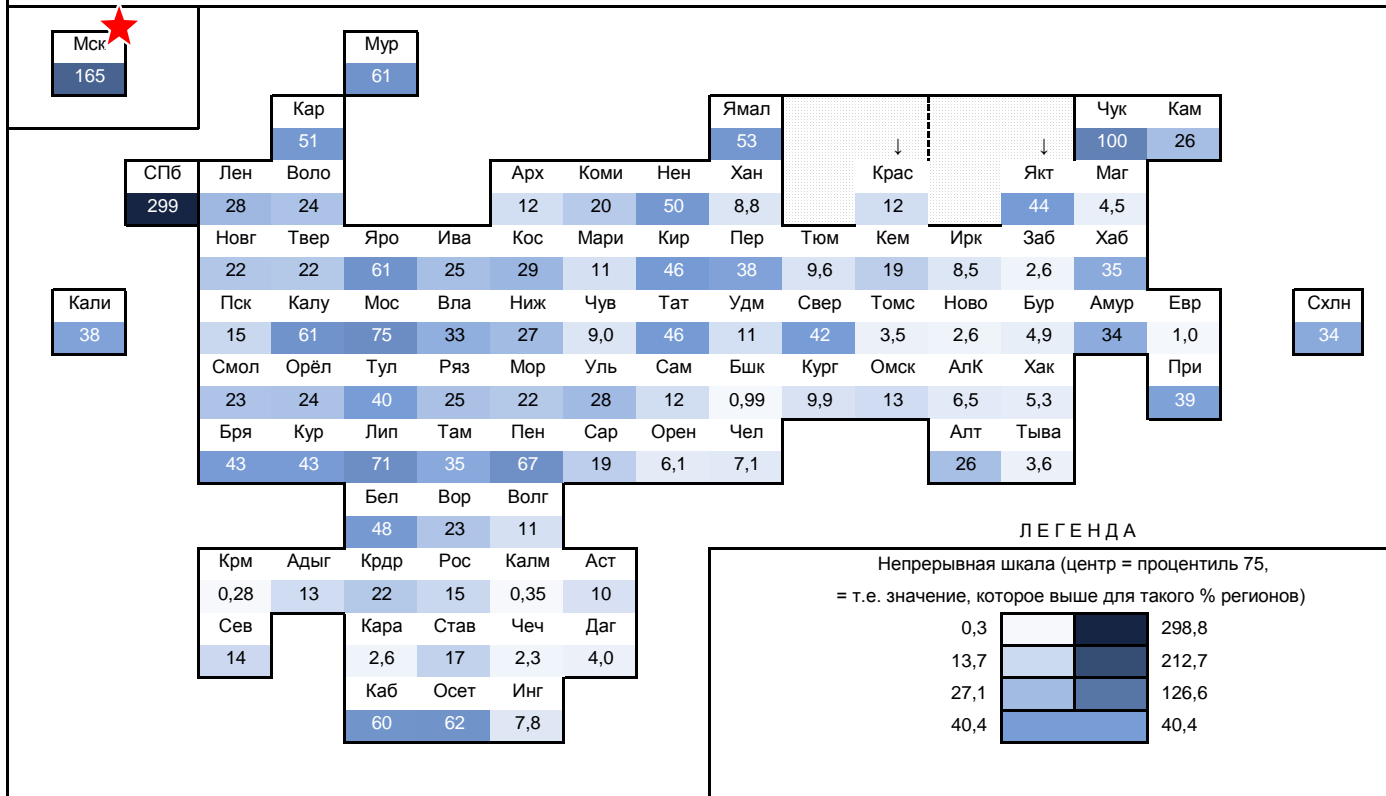 Мск Мур
165 61
Кар Ямал Чук Кам
51 53 ↓ ↓ 100 26
СПб Лен Воло Арх Коми Нен Хан Крас Якт Маг
299 28 24 12 20 50 8,8 12 44 4,5
Новг Твер Яро Ива Кос Мари Кир Пер Тюм Кем Ирк Заб Хаб
22 22 61 25 29 11 46 38 9,6 19 8,5 2,6 35
Кали Пск Калу Мос Вла Ниж Чув Тат Удм Свер Томс Ново Бур Амур Евр Схлн
38 15 61 75 33 27 9,0 46 11 42 3,5 2,6 4,9 34 1,0 34
Смол Орёл Тул Ряз Мор Уль Сам Бшк Кург Омск АлК Хак При
23 24 40 25 22 28 12 0,99 9,9 13 6,5 5,3 39
Бря Кур Лип Там Пен Сар Орен Чел Алт Тыва
43 43 71 35 67 19 6,1 7,1 26 3,6
Бел Вор Волг
48 23 11
Крм Адыг Крдр Рос Калм Аст
0,28 13 22 15 0,35 10
Сев Кара Став Чеч Даг
14 2,6 17 2,3 4,0
Каб Осет Инг
60 62 7,8
ЛЕГЕНДА
Непрерывная шкала (центр = процентиль 75,
= т.е. значение, которое выше для такого % регионов)
0,3 298,8
13,7 212,7
27,1 126,6
40,4 40,4